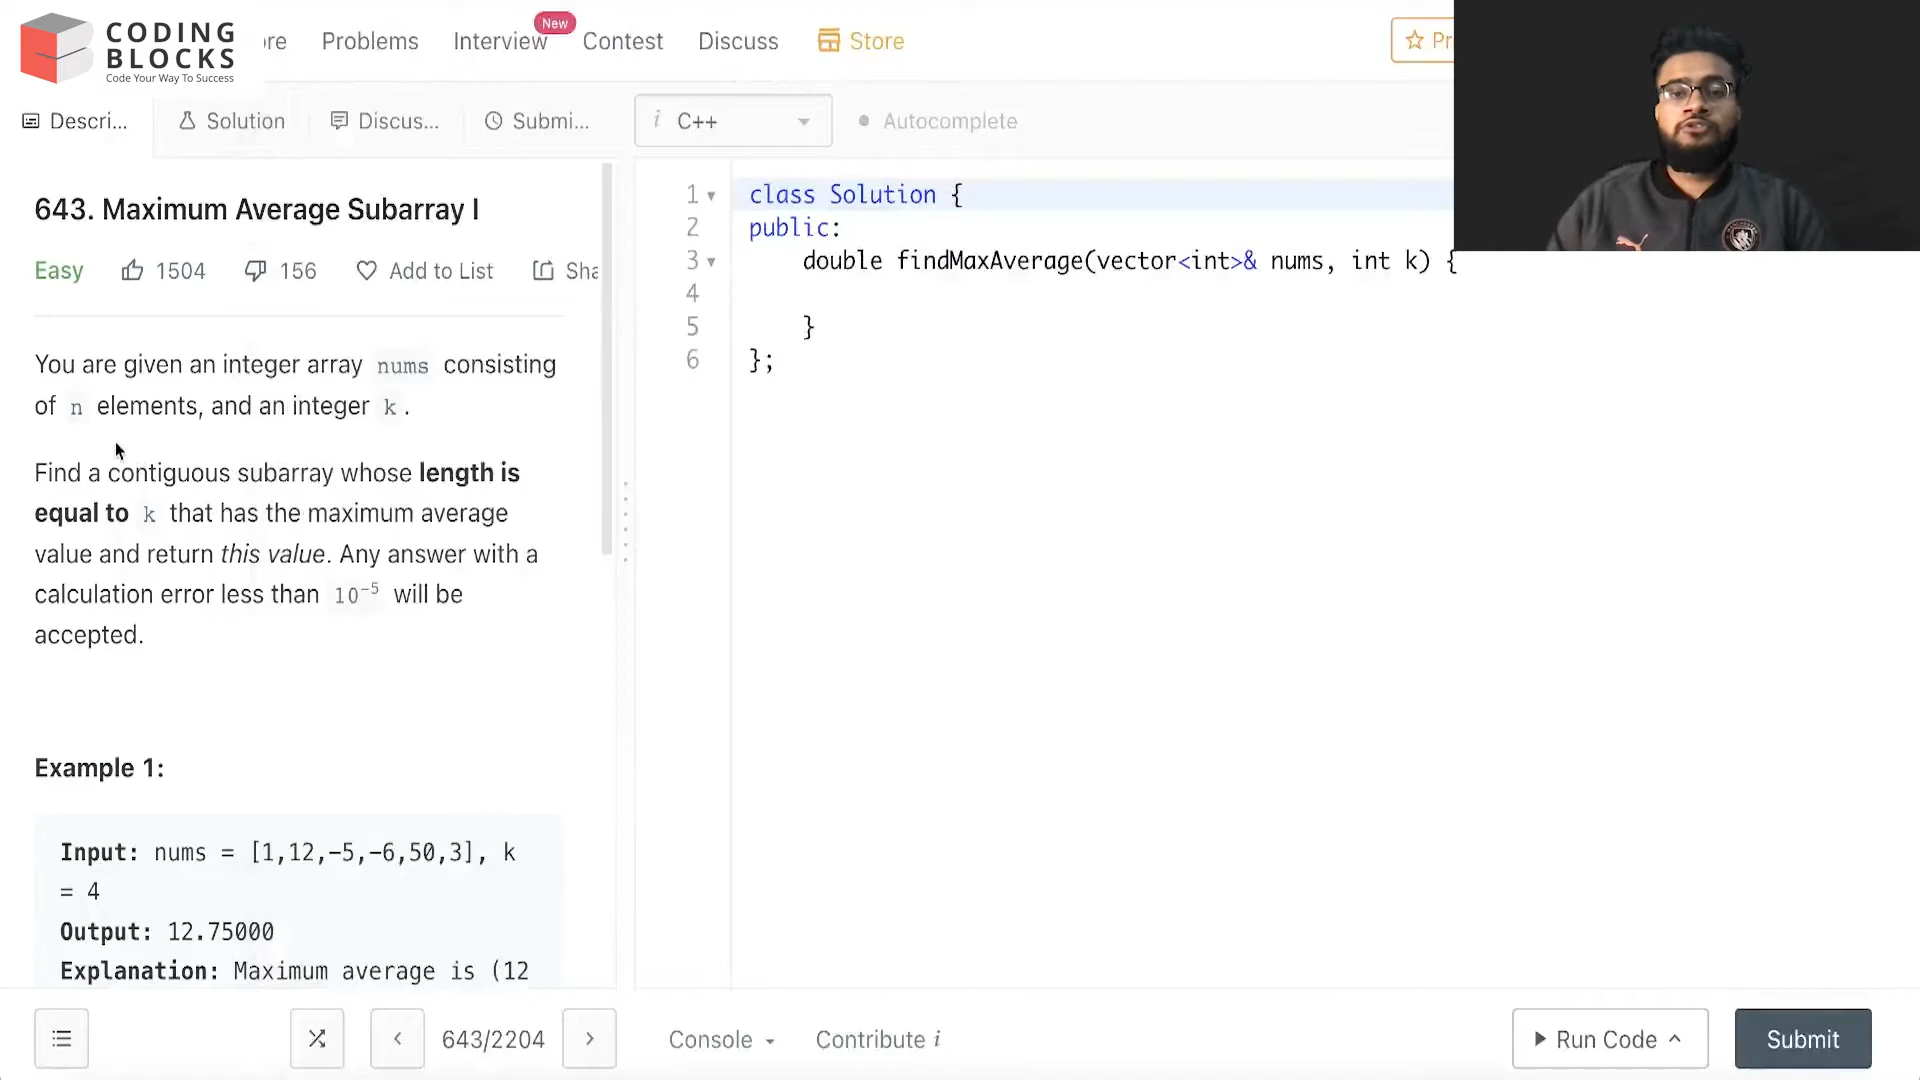 CODING
BLOCKS
Code Your Way To Success
re Problems Interview New Contest Discuss Store
Pr
Descri... Solution Discus... Submi...
i C++ Autocomplete
643. Maximum Average Subarray I
Easy 1504 156 Add to List Sha
You are given an integer array nums consisting
of n elements, and an integer k .
Find a contiguous subarray whose length is
equal to k that has the maximum average
value and return this value. Any answer with a
calculation error less than 10⁻⁵ will be
accepted.
Example 1:
Input: nums = [1,12,-5,-6,50,3], k
= 4
Output: 12.75000
Explanation: Maximum average is (12
1 class Solution {
2 public:
3 double findMaxAverage(vector<int>& nums, int k) {
4
5 }
6 };
643/2204
Console Contribute i
Run Code Submit